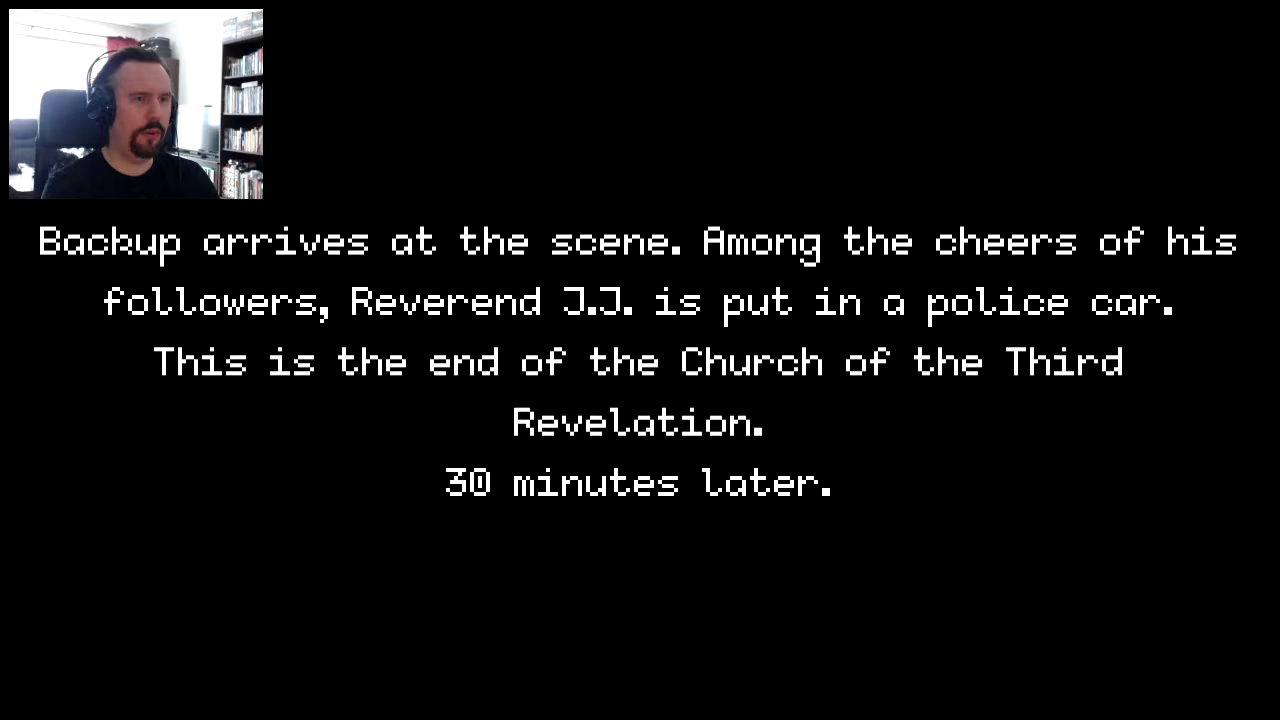 Backup arrives at the scene. Among the cheers of his
followers, Reverend J.J. is put in a police car.
This is the end of the Church of the Third
Revelation.
30 minutes later.